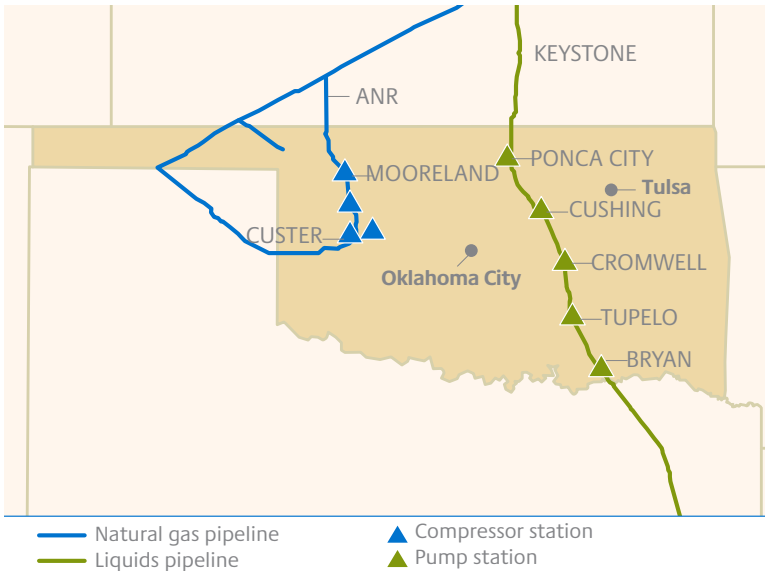 KEYSTONE
ANR
PONCA CITY
MOORELAND
Tulsa
CUSHING
CUSTER
CROMWELL
Oklahoma City
TUPELO
BRYAN
Natural gas pipeline
Compressor station
Liquids pipeline
Pump station